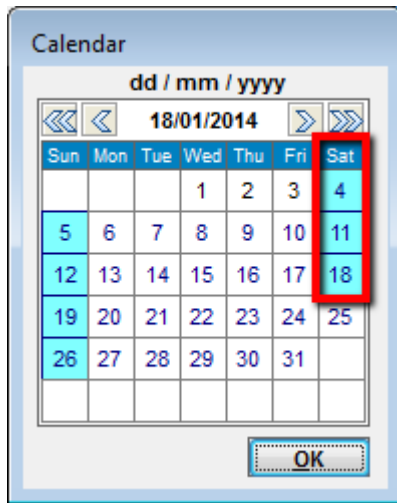 Calendar
dd / mm / yyyy
18/01/2014
Sun Mon Tue Wed Thu Fri Sat
1 2 3 4
5 6 7 8 9 10 11
12 13 14 15 16 17 18
19 20 21 22 23 24 25
26 27 28 29 30 31
OK